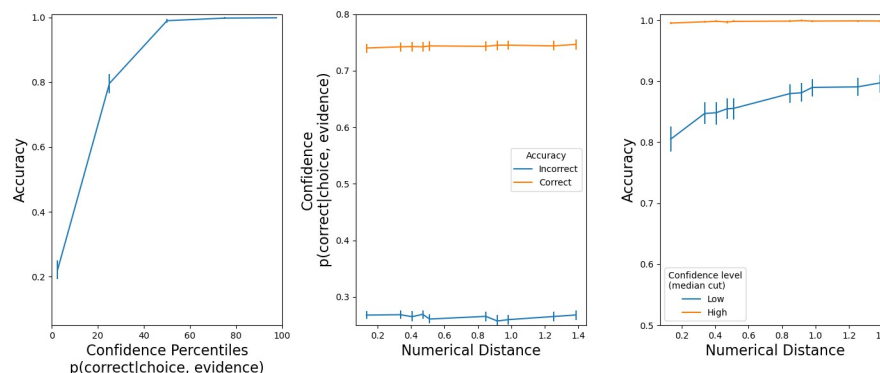 1.0
0.8
0.6
0.4
0.2
Accuracy
0 20 40 60 80 100
Confidence Percentiles
p(correct|choice, evidence)
0.8
0.7
0.6
0.5
0.4
0.3
Confidence
p(correct|choice, evidence)
Accuracy
Incorrect
Correct
0.2 0.4 0.6 0.8 1.0 1.2 1.4
Numerical Distance
1.0
0.9
0.8
0.7
0.6
0.5
Accuracy
Confidence level
(median cut)
Low
High
0.2 0.4 0.6 0.8 1.0 1.2
Numerical Distance